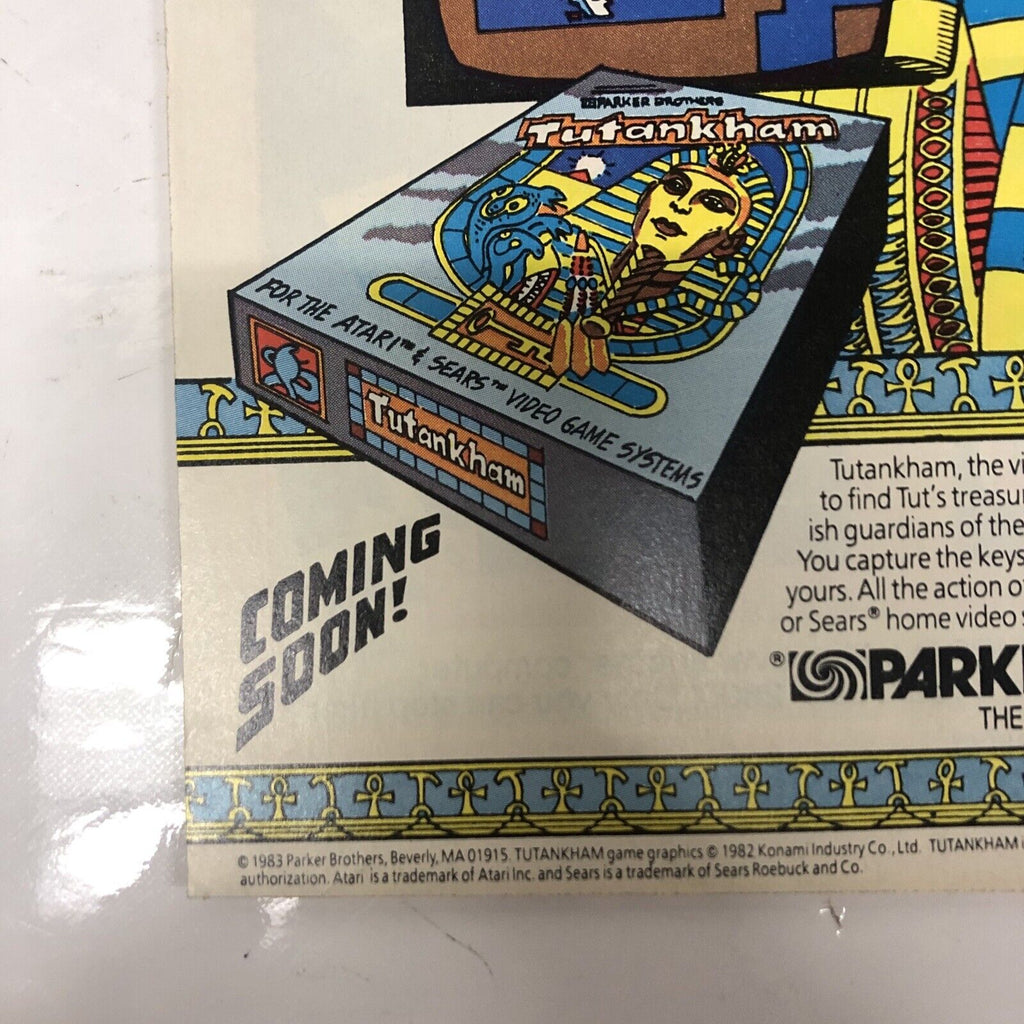 PARKER BROTHERS
Tutankham
FOR THE ATARI™ & SEARS™ VIDEO GAME SYSTEMS
Tutankham
COMING
SOON!
Tutankham, the vi
to find Tut's treasu
ish guardians of the
You capture the keys
yours. All the action o
or Sears® home video
® PARK
THE
© 1983 Parker Brothers, Beverly, MA 01915. TUTANKHAM game graphics © 1982 Konami Industry Co., Ltd. TUTANKHAM
authorization. Atari is a trademark of Atari Inc. and Sears is a trademark of Sears Roebuck and Co.